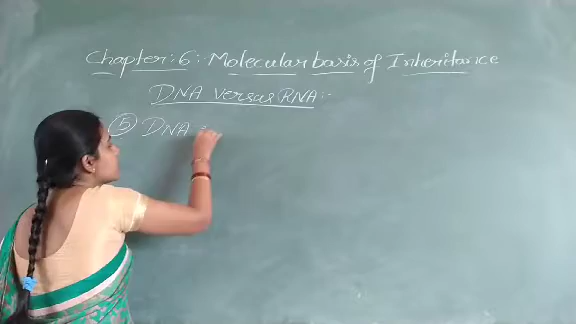 Chapter:6: Molecular basis of Inheritance
DNA versus RNA:-
5 DNA :